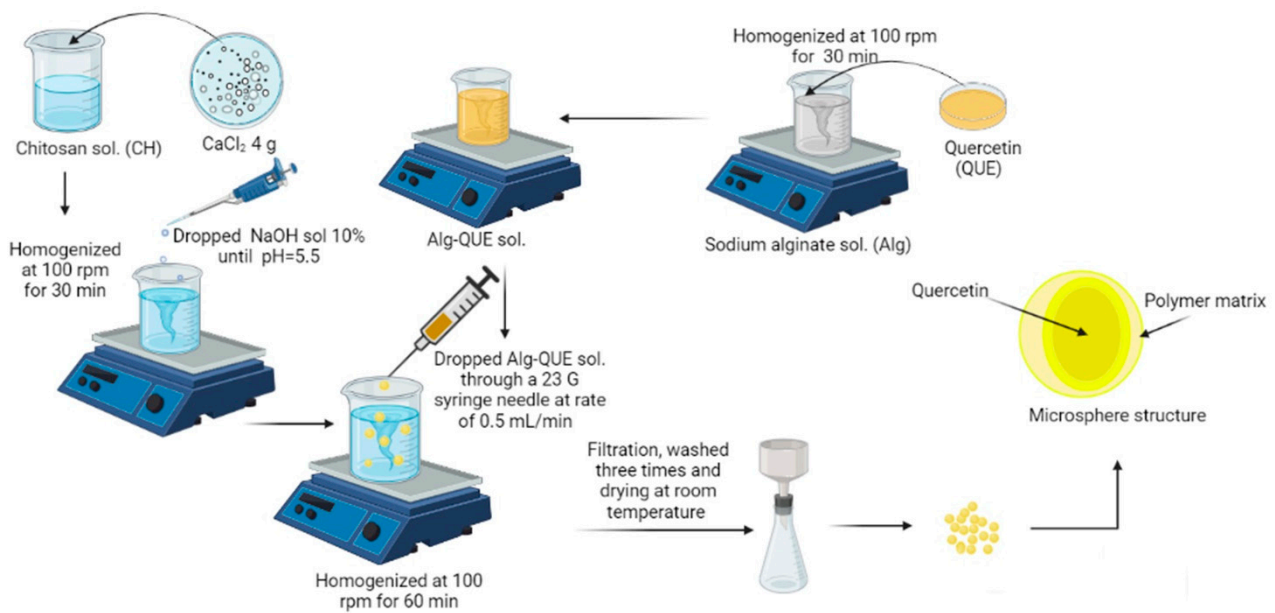 Chitosan sol. (CH)
CaCl₂ 4 g
Homogenized
at 100 rpm
for 30 min
Dropped NaOH sol 10%
until pH=5.5
Homogenized at 100 rpm
for 30 min
Quercetin
(QUE)
Sodium alginate sol. (Alg)
Alg-QUE sol.
Dropped Alg-QUE sol.
through a 23 G
syringe needle at rate
of 0.5 mL/min
Homogenized at 100
rpm for 60 min
Filtration, washed
three times and
drying at room
temperature
Quercetin
Polymer matrix
Microsphere structure